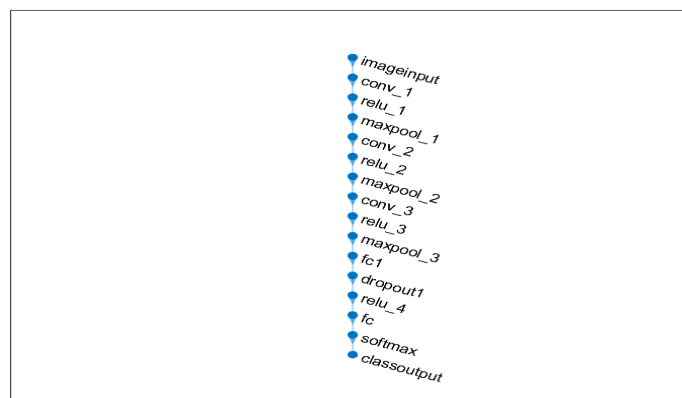 imageinput
conv_1
relu_1
maxpool_1
conv_2
relu_2
maxpool_2
conv_3
relu_3
maxpool_3
fc1
dropout1
relu_4
fc
softmax
classoutput